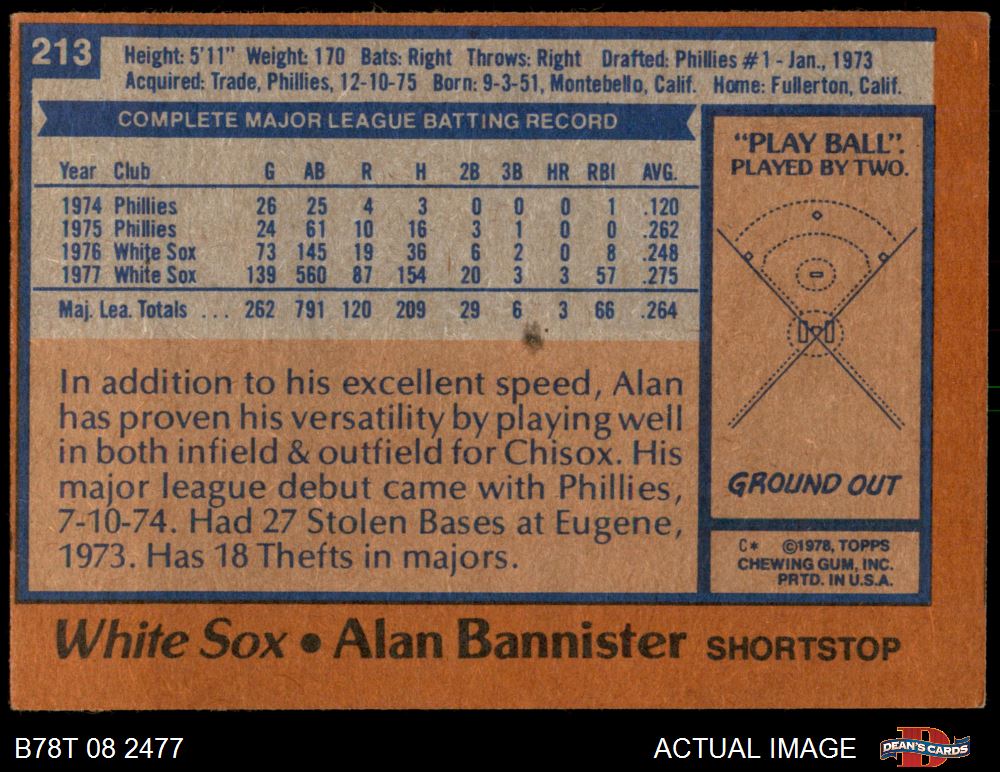 213
Height: 5'11" Weight: 170 Bats: Right Throws: Right Drafted: Phillies #1 - Jan., 1973
Acquired: Trade, Phillies, 12-10-75 Born: 9-3-51, Montebello, Calif. Home: Fullerton, Calif.
COMPLETE MAJOR LEAGUE BATTING RECORD
Year Club G AB R H 2B 3B HR RBI AVG.
1974 Phillies 26 25 4 3 0 0 0 1 .120
1975 Phillies 24 61 10 16 3 1 0 0 .262
1976 White Sox 73 145 19 36 6 2 0 8 .248
1977 White Sox 139 560 87 154 20 3 3 57 .275
Maj. Lea. Totals ... 262 791 120 209 29 6 3 66 .264
In addition to his excellent speed, Alan
has proven his versatility by playing well
in both infield & outfield for Chisox. His
major league debut came with Phillies,
7-10-74. Had 27 Stolen Bases at Eugene,
1973. Has 18 Thefts in majors.
"PLAY BALL".
PLAYED BY TWO.
GROUND OUT
C* ©1978, TOPPS
CHEWING GUM, INC.
PRTD. IN U.S.A.
White Sox • Alan Bannister SHORTSTOP
B78T 08 2477
ACTUAL IMAGE
DEAN'S CARDS